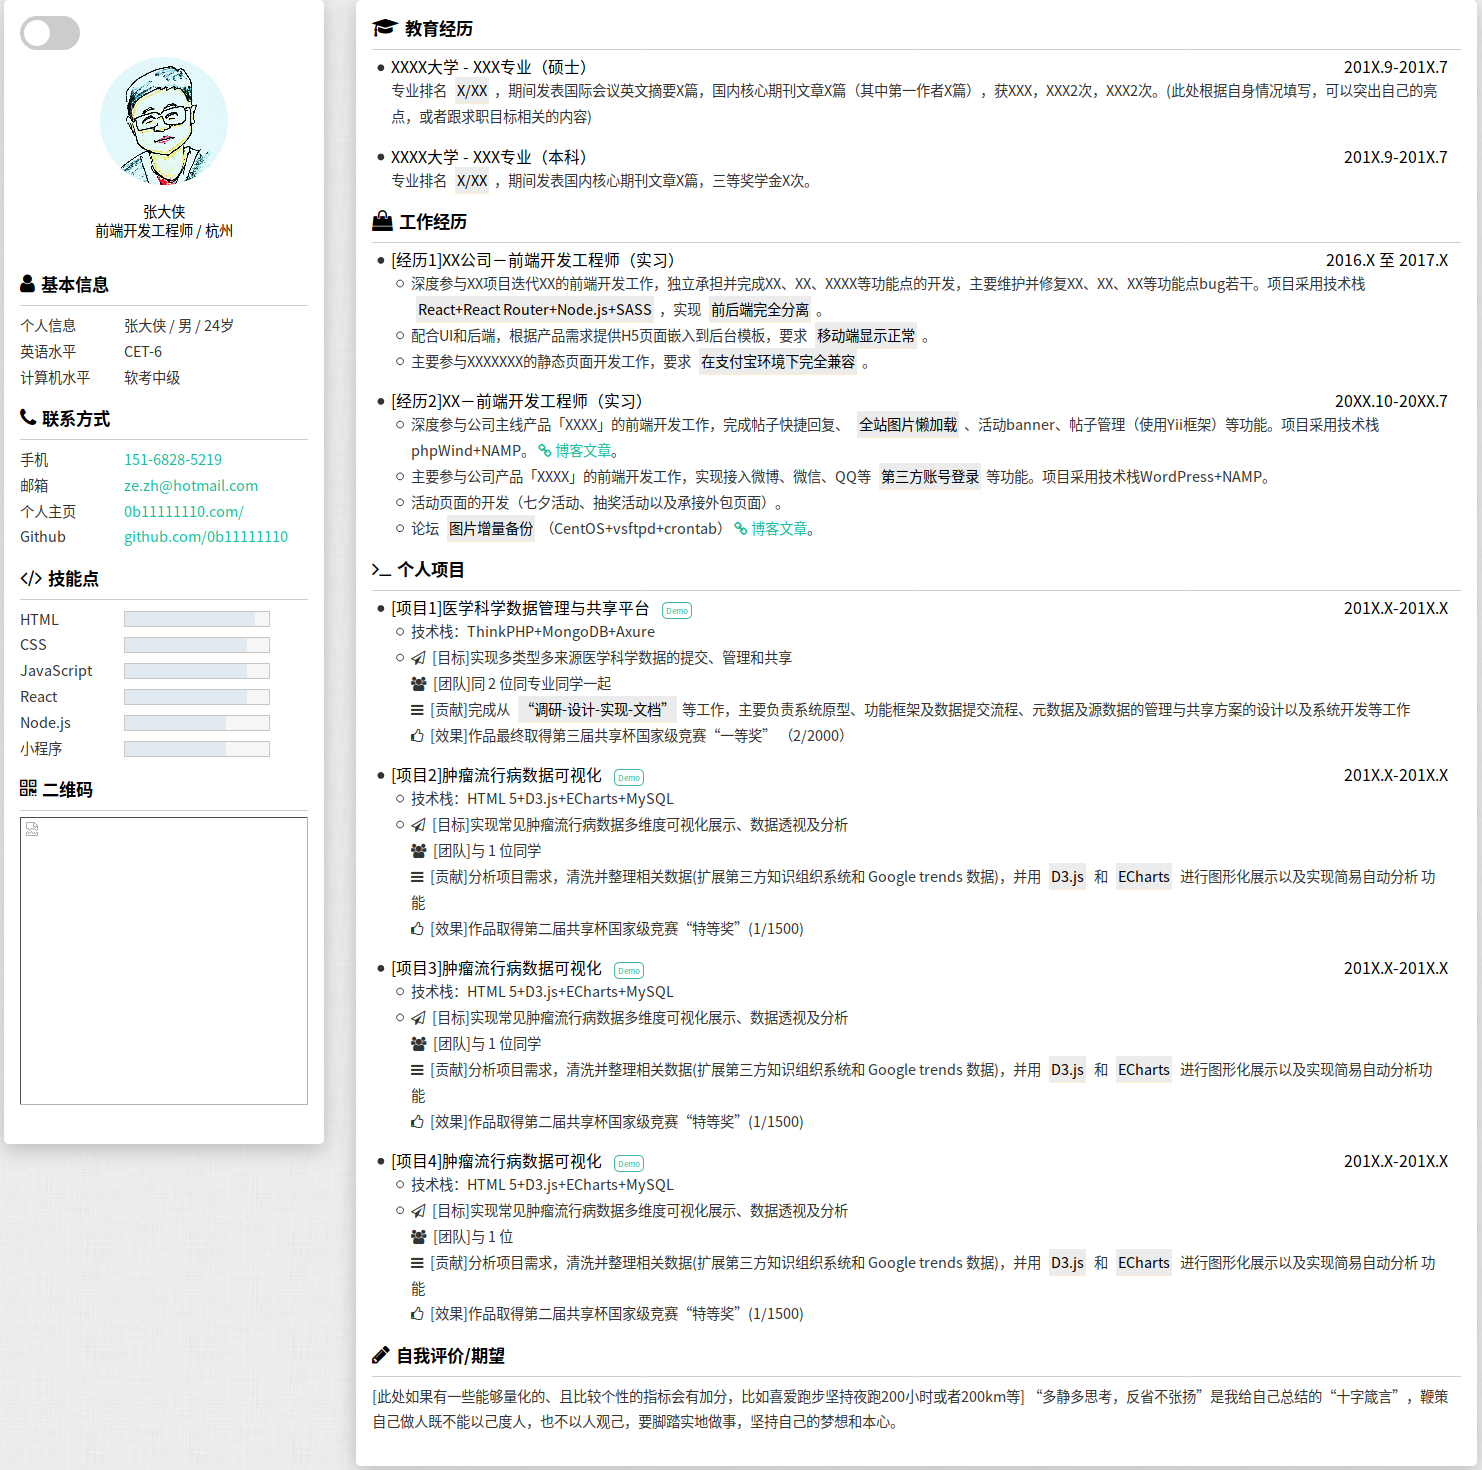 张大侠
前端开发工程师 / 杭州
基本信息
个人信息 张大侠 / 男 / 24岁
英语水平 CET-6
计算机水平 软考中级
联系方式
手机 151-6828-5219
邮箱 ze.zh@hotmail.com
个人主页 0b11111110.com/
Github github.com/0b11111110
技能点
HTML
CSS
JavaScript
React
Node.js
小程序
二维码
教育经历
XXXX大学 - XXX专业（硕士） 201X.9-201X.7
专业排名 X/XX ，期间发表国际会议英文摘要X篇，国内核心期刊文章X篇（其中第一作者X篇），获XXX，XXX2次，XXX2次。(此处根据自身情况填写，可以突出自己的亮
点，或者跟求职目标相关的内容)
XXXX大学 - XXX专业（本科） 201X.9-201X.7
专业排名 X/XX ，期间发表国内核心期刊文章X篇，三等奖学金X次。
工作经历
[经历1]XX公司－前端开发工程师（实习） 2016.X 至 2017.X
深度参与XX项目迭代XX的前端开发工作，独立承担并完成XX、XX、XXXX等功能点的开发，主要维护并修复XX、XX、XX等功能点bug若干。项目采用技术栈
React+React Router+Node.js+SASS ，实现 前后端完全分离 。
配合UI和后端，根据产品需求提供H5页面嵌入到后台模板，要求 移动端显示正常 。
主要参与XXXXXXX的静态页面开发工作，要求 在支付宝环境下完全兼容 。
[经历2]XX－前端开发工程师（实习） 20XX.10-20XX.7
深度参与公司主线产品「XXXX」的前端开发工作，完成帖子快捷回复、 全站图片懒加载 、活动banner、帖子管理（使用Yii框架）等功能。项目采用技术栈
phpWind+NAMP。 博客文章。
主要参与公司产品「XXXX」的前端开发工作，实现接入微博、微信、QQ等 第三方账号登录 等功能。项目采用技术栈WordPress+NAMP。
活动页面的开发（七夕活动、抽奖活动以及承接外包页面）。
论坛 图片增量备份 （CentOS+vsftpd+crontab） 博客文章。
个人项目
[项目1]医学科学数据管理与共享平台 Demo 201X.X-201X.X
技术栈：ThinkPHP+MongoDB+Axure
[目标]实现多类型多来源医学科学数据的提交、管理和共享
[团队]同 2 位同专业同学一起
[贡献]完成从 “调研-设计-实现-文档” 等工作，主要负责系统原型、功能框架及数据提交流程、元数据及源数据的管理与共享方案的设计以及系统开发等工作
[效果]作品最终取得第三届共享杯国家级竞赛“一等奖” （2/2000）
[项目2]肿瘤流行病数据可视化 Demo 201X.X-201X.X
技术栈：HTML 5+D3.js+ECharts+MySQL
[目标]实现常见肿瘤流行病数据多维度可视化展示、数据透视及分析
[团队]与 1 位同学
[贡献]分析项目需求，清洗并整理相关数据(扩展第三方知识组织系统和 Google trends 数据)，并用 D3.js 和 ECharts 进行图形化展示以及实现简易自动分析 功
能
[效果]作品取得第二届共享杯国家级竞赛“特等奖”(1/1500)
[项目3]肿瘤流行病数据可视化 Demo 201X.X-201X.X
技术栈：HTML 5+D3.js+ECharts+MySQL
[目标]实现常见肿瘤流行病数据多维度可视化展示、数据透视及分析
[团队]与 1 位同学
[贡献]分析项目需求，清洗并整理相关数据(扩展第三方知识组织系统和 Google trends 数据)，并用 D3.js 和 ECharts 进行图形化展示以及实现简易自动分析功
能
[效果]作品取得第二届共享杯国家级竞赛“特等奖”(1/1500)
[项目4]肿瘤流行病数据可视化 Demo 201X.X-201X.X
技术栈：HTML 5+D3.js+ECharts+MySQL
[目标]实现常见肿瘤流行病数据多维度可视化展示、数据透视及分析
[团队]与 1 位
[贡献]分析项目需求，清洗并整理相关数据(扩展第三方知识组织系统和 Google trends 数据)，并用 D3.js 和 ECharts 进行图形化展示以及实现简易自动分析 功
能
[效果]作品取得第二届共享杯国家级竞赛“特等奖”(1/1500)
自我评价/期望
[此处如果有一些能够量化的、且比较个性的指标会有加分，比如喜爱跑步坚持夜跑200小时或者200km等] “多静多思考，反省不张扬”是我给自己总结的“十字箴言”，鞭策
自己做人既不能以己度人，也不以人观己，要脚踏实地做事，坚持自己的梦想和本心。